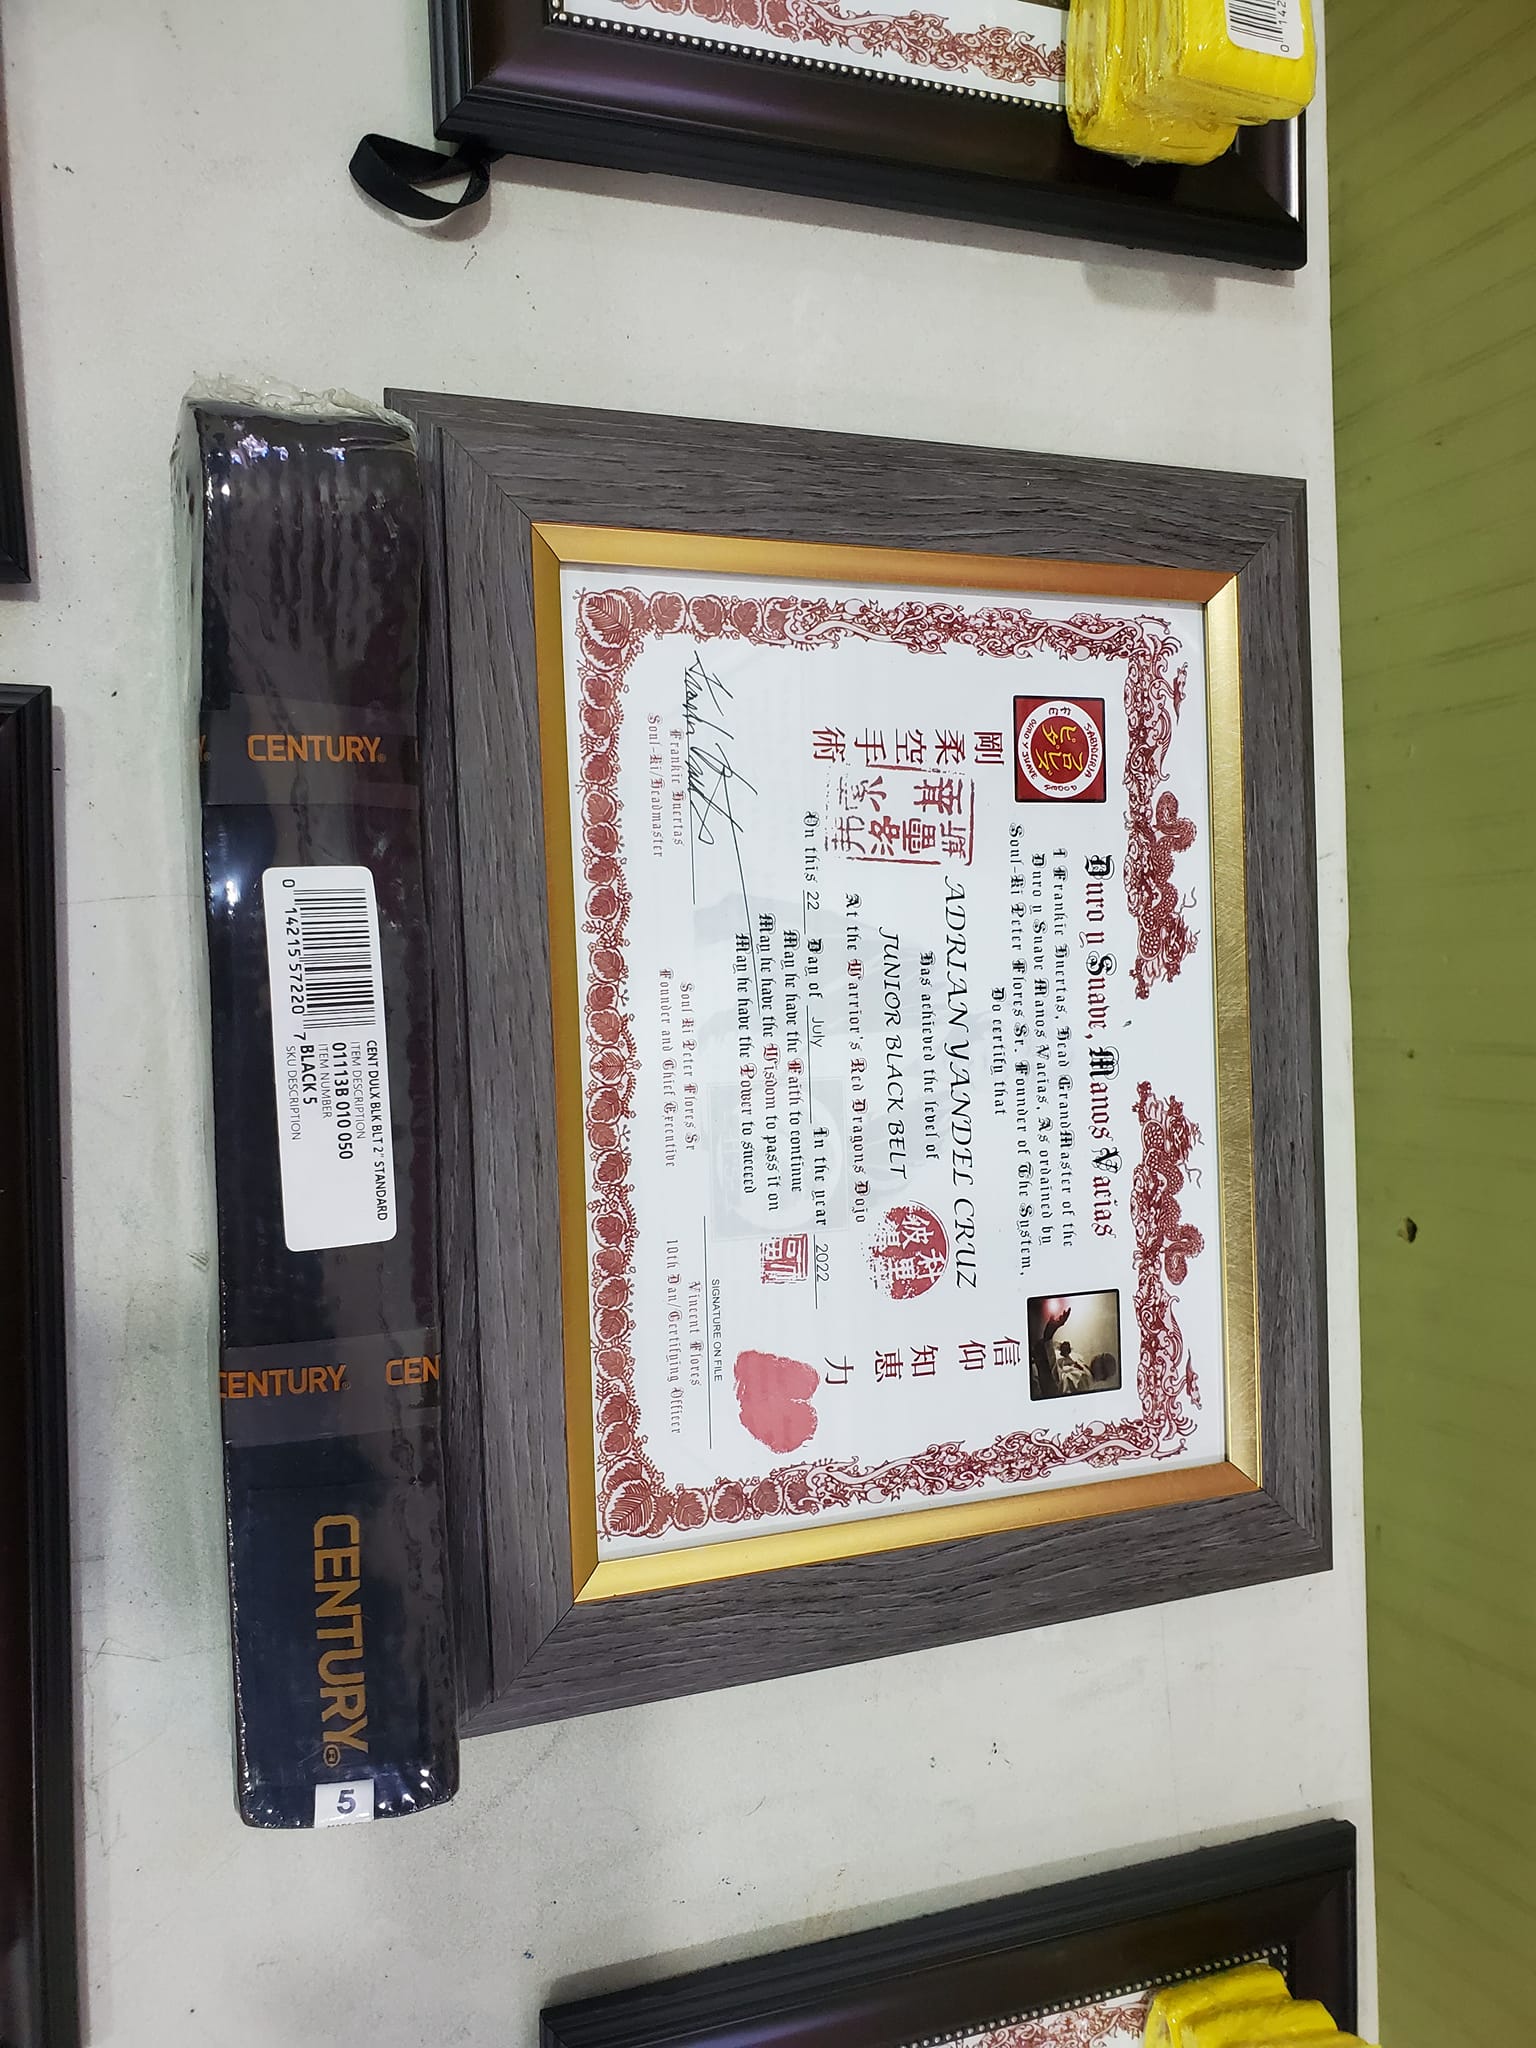 Duro y Suave, Manos Vacias
I Frankie Huertas, Head GrandMaster of the
Duro y Suave Manos Vacias, As ordained by
Soul-Ki Peter Flores Sr. Founder of The System,
Do certify that
ADRIAN YANDEL CRUZ
Has achieved the level of
JUNIOR BLACK BELT
At the Warrior's Red Dragons Dojo
On this 22 Day of July In the year 2022
May he have the Faith to continue
May he have the Wisdom to pass it on
May he have the Power to succeed
剛
柔
空
手
術
信
仰
知
恵
力
SIGNATURE ON FILE
Frankie Huertas
Soul-Ki/Headmaster
Soul Ki Peter Flores Sr
Founder and Chief Executive
Vincent Flores
10th Dan/Certifying Officer
SABIDURIA
PODER
DURO Y SUAVE
CENTURY®
CENTURY®
CEN
CENTURY®
5
CENT DULX BLK BLT 2" STANDARD
ITEM DESCRIPTION
01113B 010 050
ITEM NUMBER
BLACK 5
SKU DESCRIPTION
0 14215 57220 7